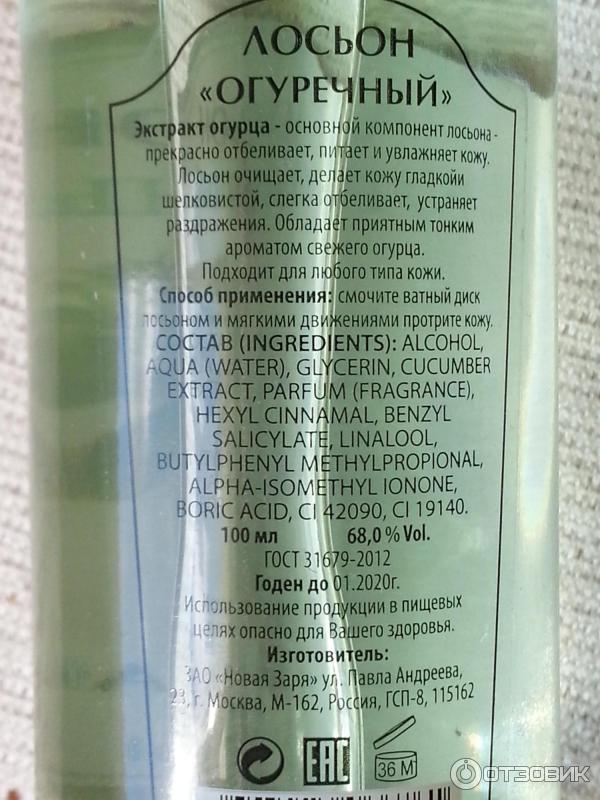 ЛОСЬОН
«ОГУРЕЧНЫЙ»
Экстракт огурца - основной компонент лосьона -
прекрасно отбеливает, питает и увлажняет кожу.
Лосьон очищает, делает кожу гладкойи
шелковистой, слегка отбеливает, устраняет
раздражения. Обладает приятным тонким
ароматом свежего огурца.
Подходит для любого типа кожи.
Способ применения: смочите ватный диск
лосьоном и мягкими движениями протрите кожу.
СОСТАВ (INGREDIENTS): ALCOHOL,
AQUA (WATER), GLYCERIN, CUCUMBER
EXTRACT, PARFUM (FRAGRANCE),
HEXYL CINNAMAL, BENZYL
SALICYLATE, LINALOOL,
BUTYLPHENYL METHYLPROPIONAL,
ALPHA-ISOMETHYL IONONE,
BORIC ACID, CI 42090, CI 19140.
100 мл 68,0 % Vol.
ГОСТ 31679-2012
Годен до 01.2020г.
Использование продукции в пищевых
целях опасно для Вашего здоровья.
Изготовитель:
ЗАО «Новая Заря» ул. Павла Андреева,
23, г. Москва, М-162, Россия, ГСП-8, 115162
EAC
36 M
ОТЗОВИК